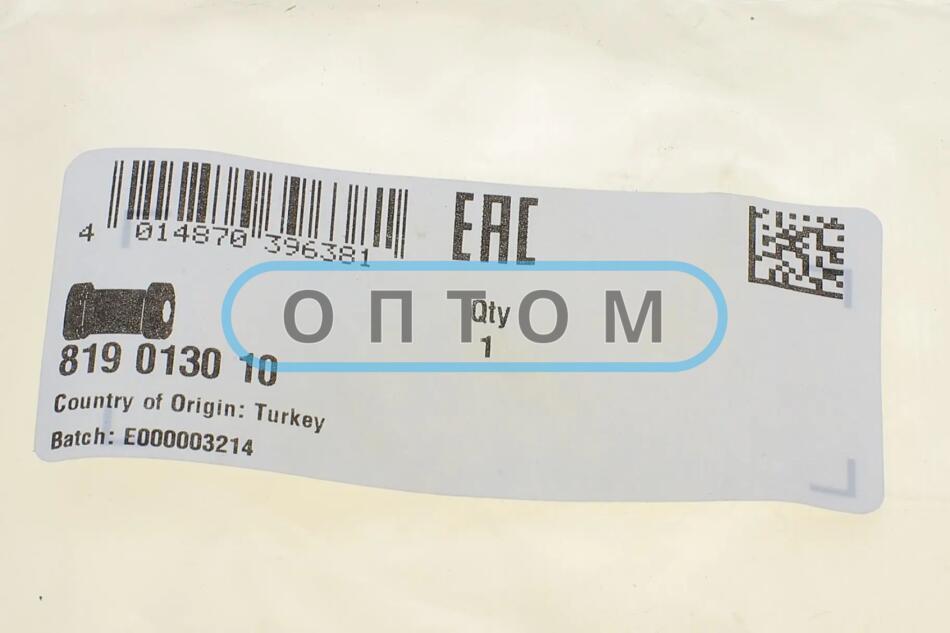 4 014870 396381
EAC
ОПТОМ
Qty
1
819 0130 10
Country of Origin: Turkey
Batch: E000003214